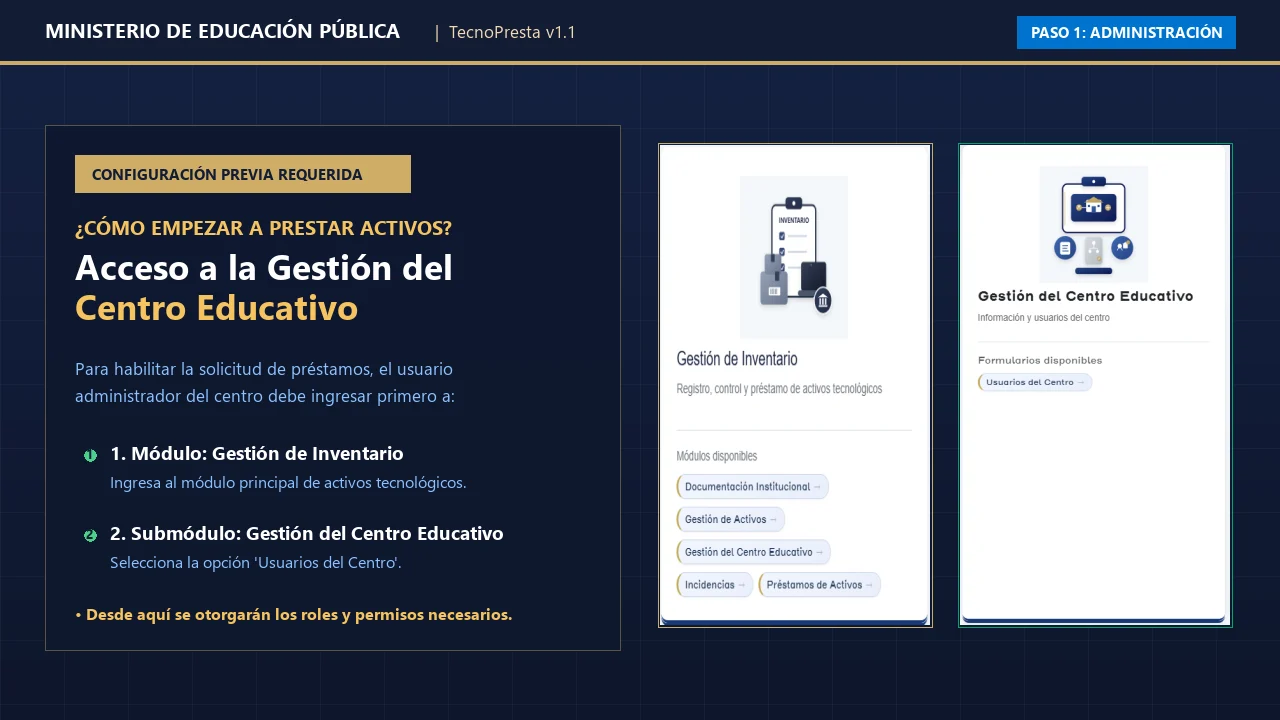 MINISTERIO DE EDUCACIÓN PÚBLICA | TecnoPresta v1.1
PASO 1: ADMINISTRACIÓN
CONFIGURACIÓN PREVIA REQUERIDA
¿CÓMO EMPEZAR A PRESTAR ACTIVOS?
Acceso a la Gestión del
Centro Educativo
Para habilitar la solicitud de préstamos, el usuario
administrador del centro debe ingresar primero a:
1 1. Módulo: Gestión de Inventario
Ingresa al módulo principal de activos tecnológicos.
2 2. Submódulo: Gestión del Centro Educativo
Selecciona la opción 'Usuarios del Centro'.
• Desde aquí se otorgarán los roles y permisos necesarios.
INVENTARIO
Gestión de Inventario
Registro, control y préstamo de activos tecnológicos
Módulos disponibles
Documentación Institucional →
Gestión de Activos →
Gestión del Centro Educativo →
Incidencias → Préstamos de Activos →
Gestión del Centro Educativo
Información y usuarios del centro
Formularios disponibles
Usuarios del Centro →